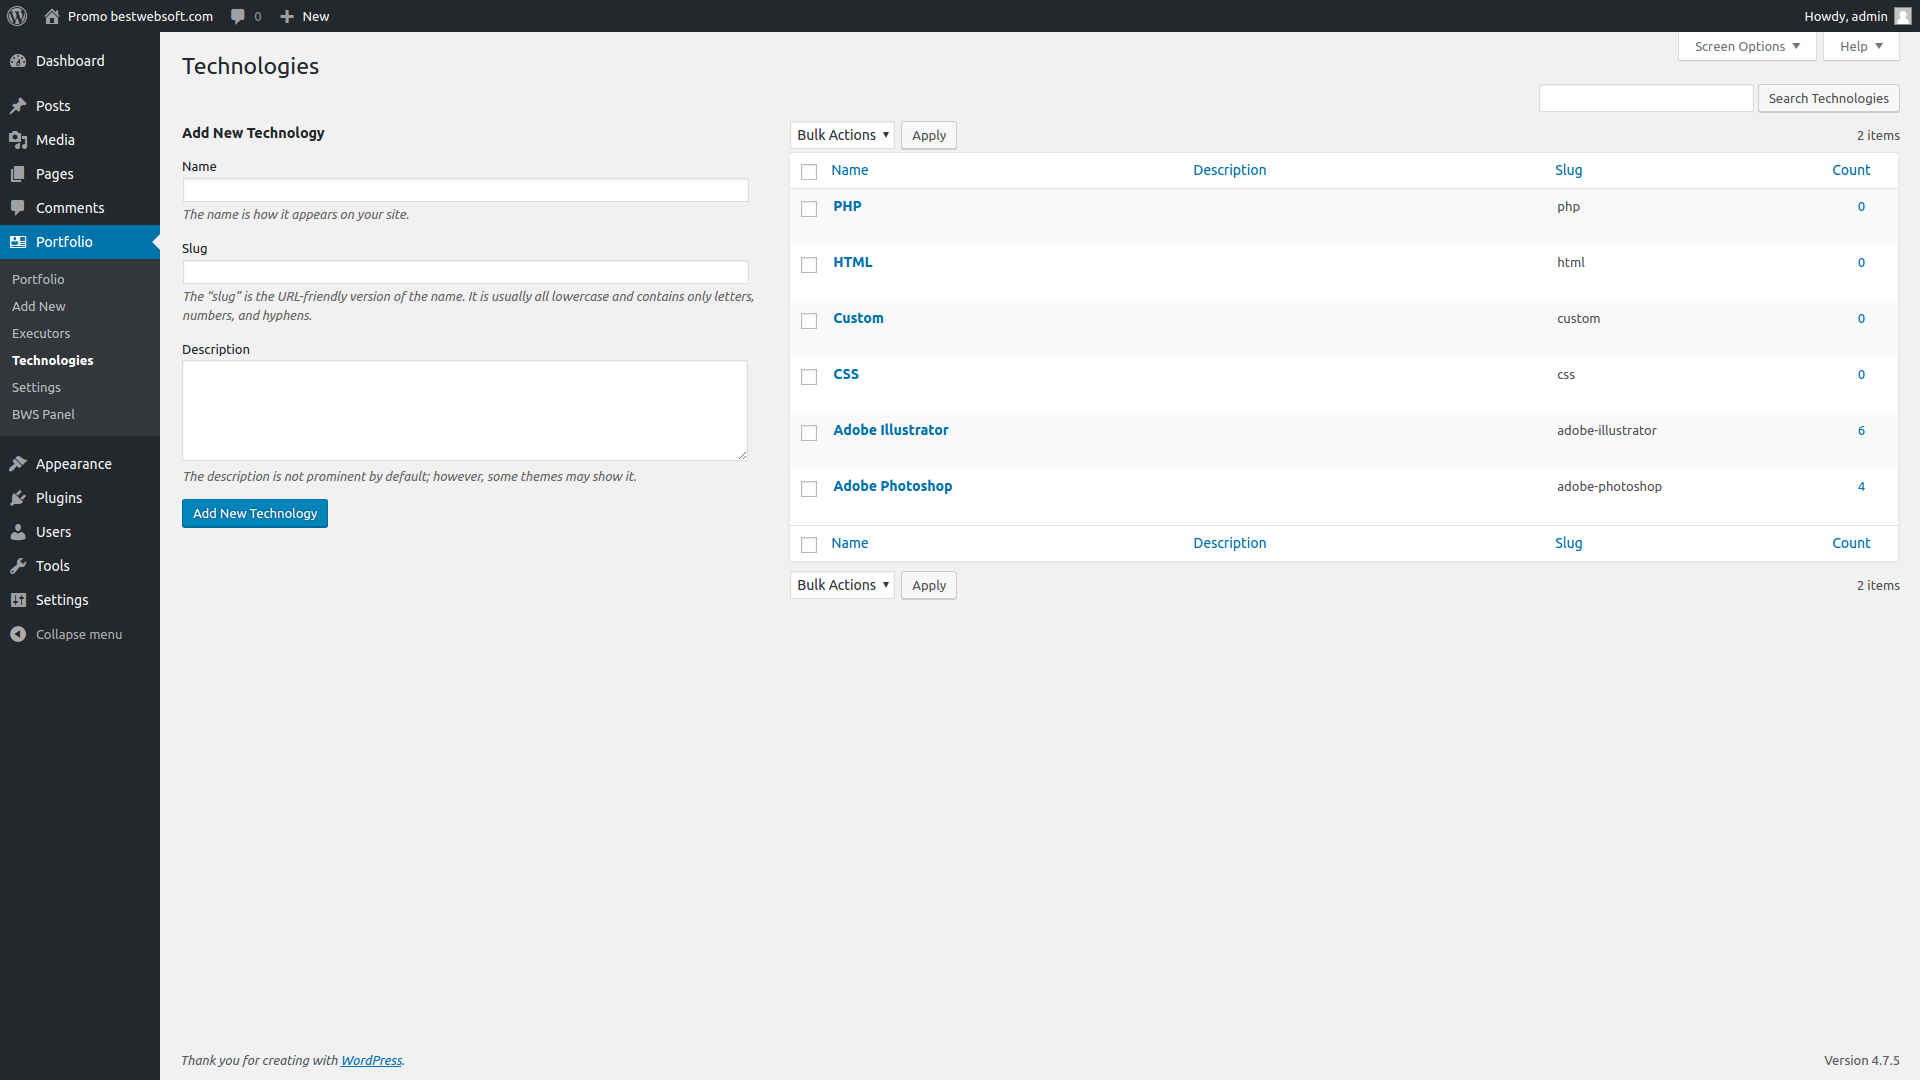 Promo bestwebsoft.com 0 New Howdy, admin
Screen Options Help
Dashboard
Posts
Media
Pages
Comments
Portfolio
Portfolio
Add New
Executors
Technologies
Settings
BWS Panel
Appearance
Plugins
Users
Tools
Settings
Collapse menu
Technologies
Search Technologies
Add New Technology
Name
The name is how it appears on your site.
Slug
The “slug” is the URL-friendly version of the name. It is usually all lowercase and contains only letters,
numbers, and hyphens.
Description
The description is not prominent by default; however, some themes may show it.
Add New Technology
Bulk Actions Apply 2 items
Name Description Slug Count
PHP php 0
HTML html 0
Custom custom 0
CSS css 0
Adobe Illustrator adobe-illustrator 6
Adobe Photoshop adobe-photoshop 4
Name Description Slug Count
Bulk Actions Apply 2 items
Thank you for creating with WordPress. Version 4.7.5